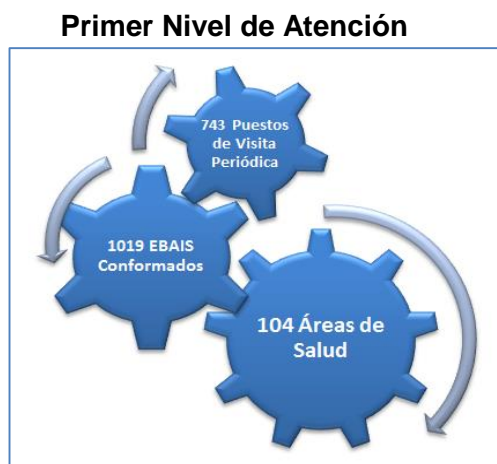 Primer Nivel de Atención
743 Puestos
de Visita
Periódica
1019 EBAIS
Conformados
104 Áreas de
Salud